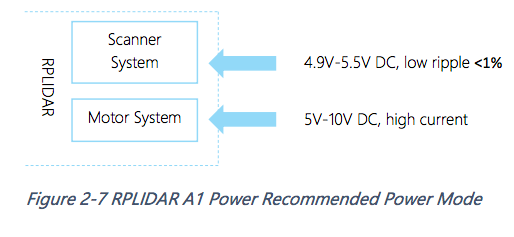 RPLIDAR
Scanner
System
4.9V-5.5V DC, low ripple <1%
Motor System
5V-10V DC, high current
Figure 2-7 RPLIDAR A1 Power Recommended Power Mode